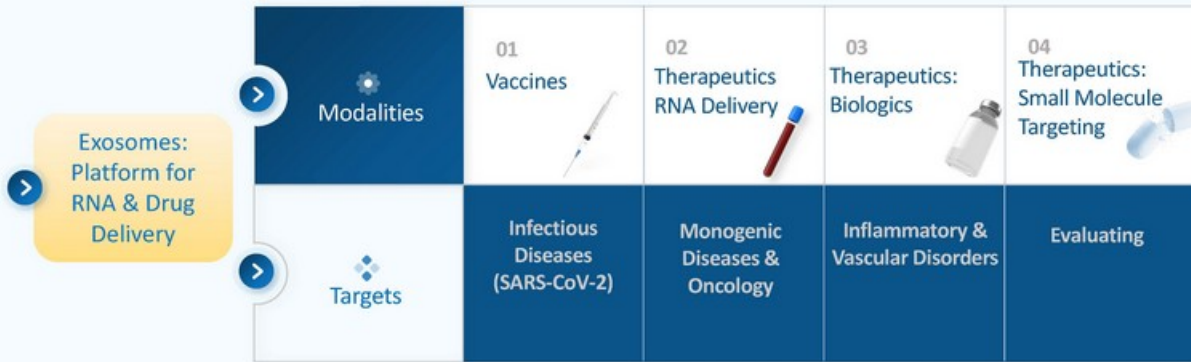 Exosomes:
Platform for
RNA & Drug
Delivery
Modalities
01
Vaccines
02
Therapeutics
RNA Delivery
03
Therapeutics:
Biologics
04
Therapeutics:
Small Molecule
Targeting
Targets
Infectious
Diseases
(SARS-CoV-2)
Monogenic
Diseases &
Oncology
Inflammatory &
Vascular Disorders
Evaluating